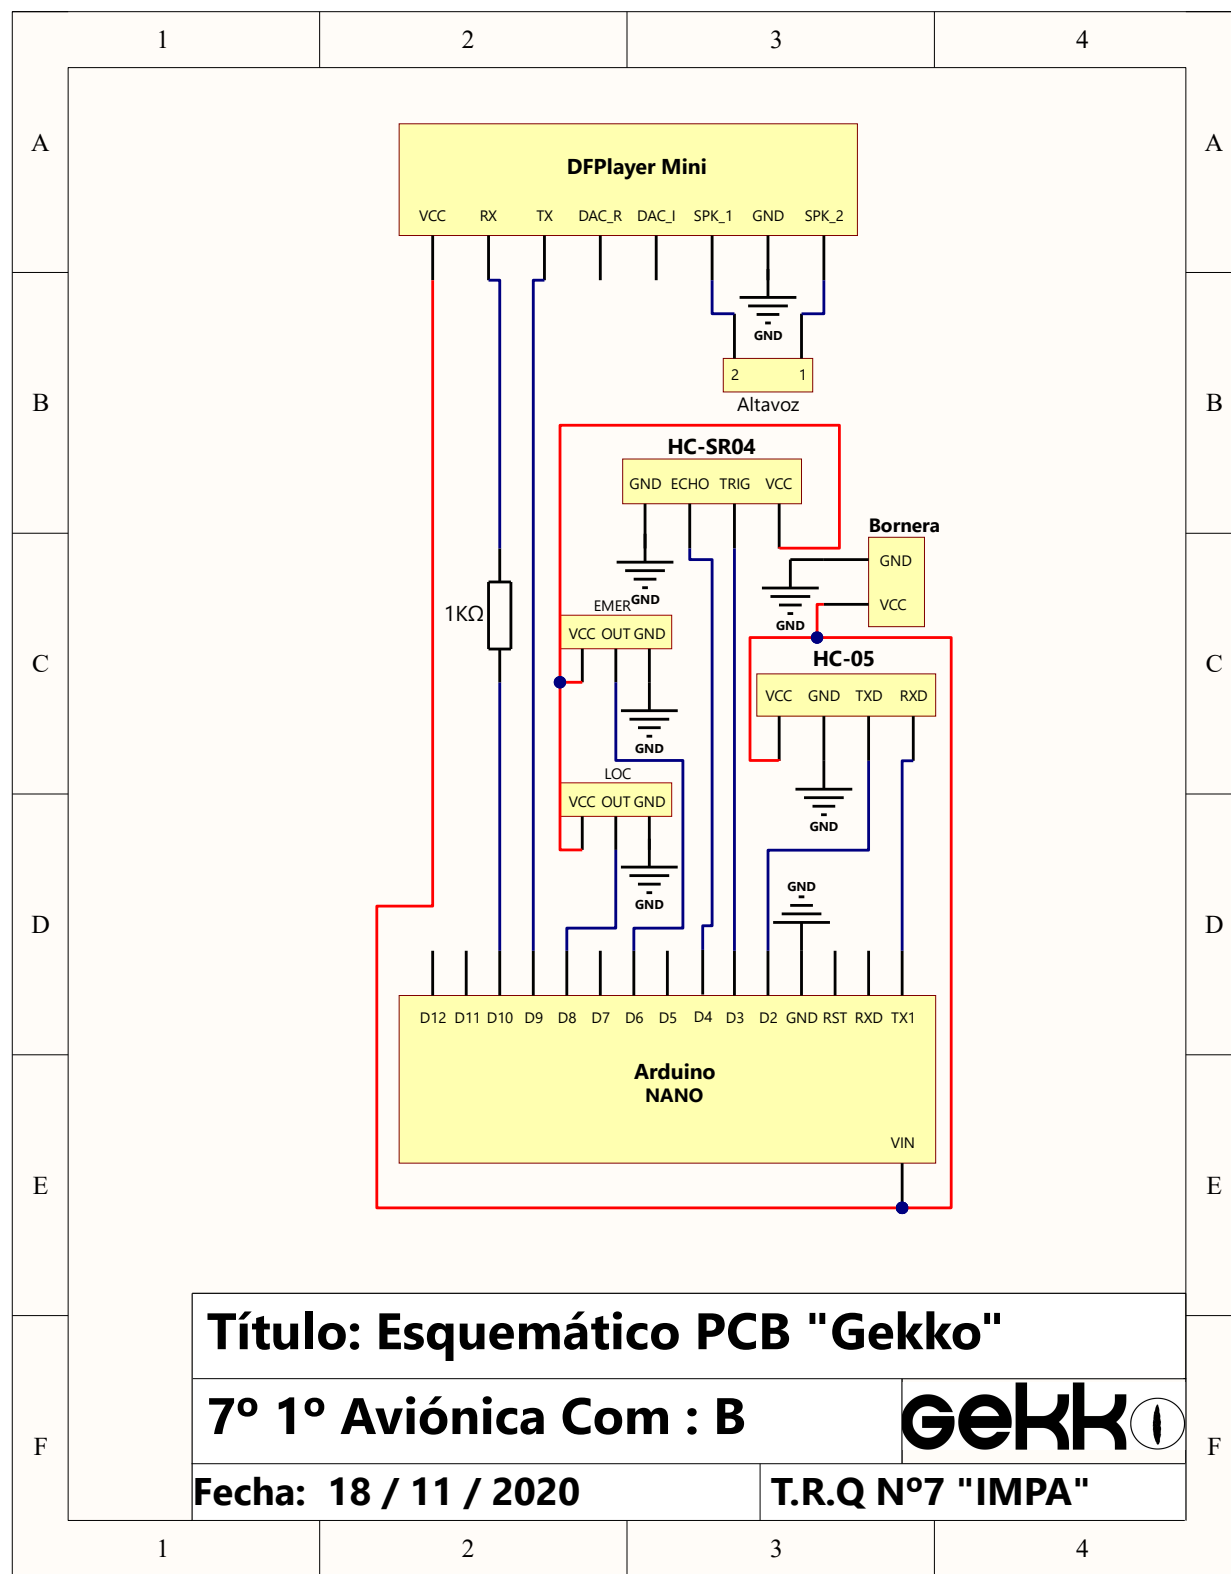 1 2 3 4
A A
DFPlayer Mini
VCC RX TX DAC_R DAC_I SPK_1 GND SPK_2
GND
2 1
Altavoz
B B
HC-SR04
GND ECHO TRIG VCC
GND
Bornera
GND
VCC
GND
1KΩ
EMER
VCC OUT GND
GND
C C
HC-05
VCC GND TXD RXD
GND
LOC
VCC OUT GND
GND
GND
D D
D12 D11 D10 D9 D8 D7 D6 D5 D4 D3 D2 GND RST RXD TX1
Arduino
NANO
VIN
E E
Título: Esquemático PCB "Gekko"
7º 1º Aviónica Com : B
Gekko
F F
Fecha: 18 / 11 / 2020
T.R.Q Nº7 "IMPA"
1 2 3 4